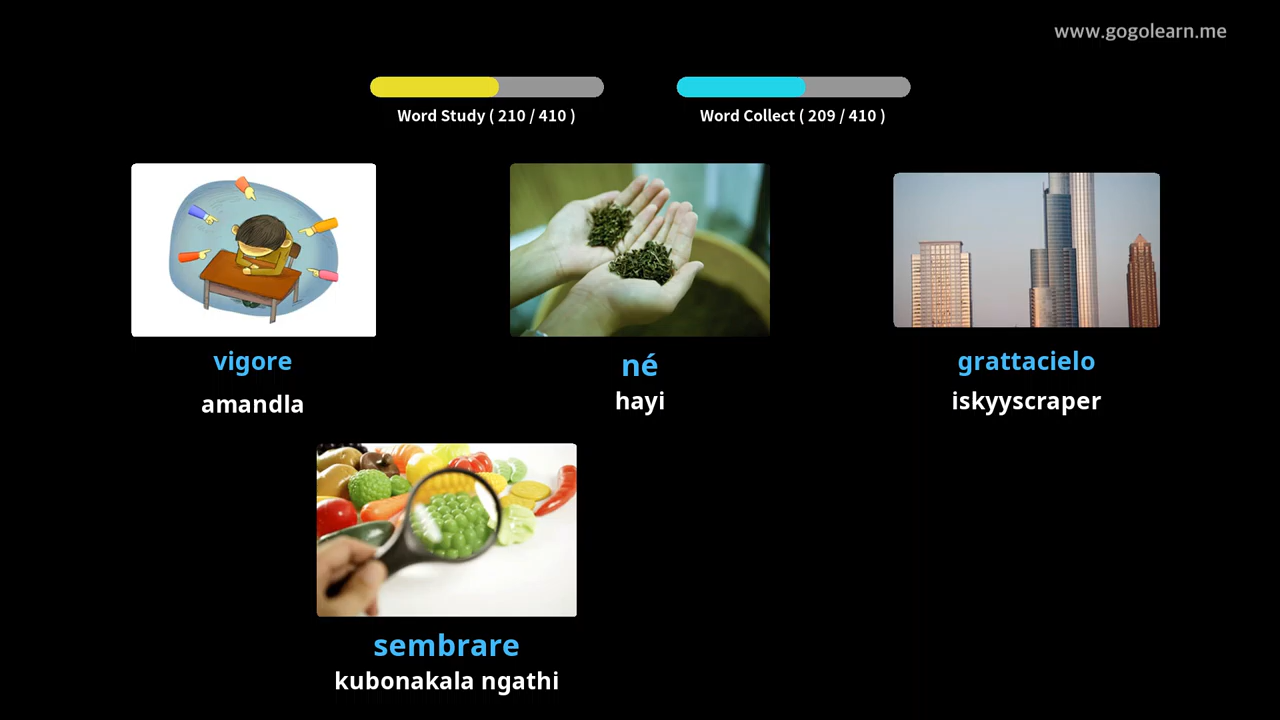 www.gogolearn.me
Word Study ( 210 / 410 )
Word Collect ( 209 / 410 )
vigore
amandla
né
hayi
grattacielo
iskyyscraper
sembrare
kubonakala ngathi